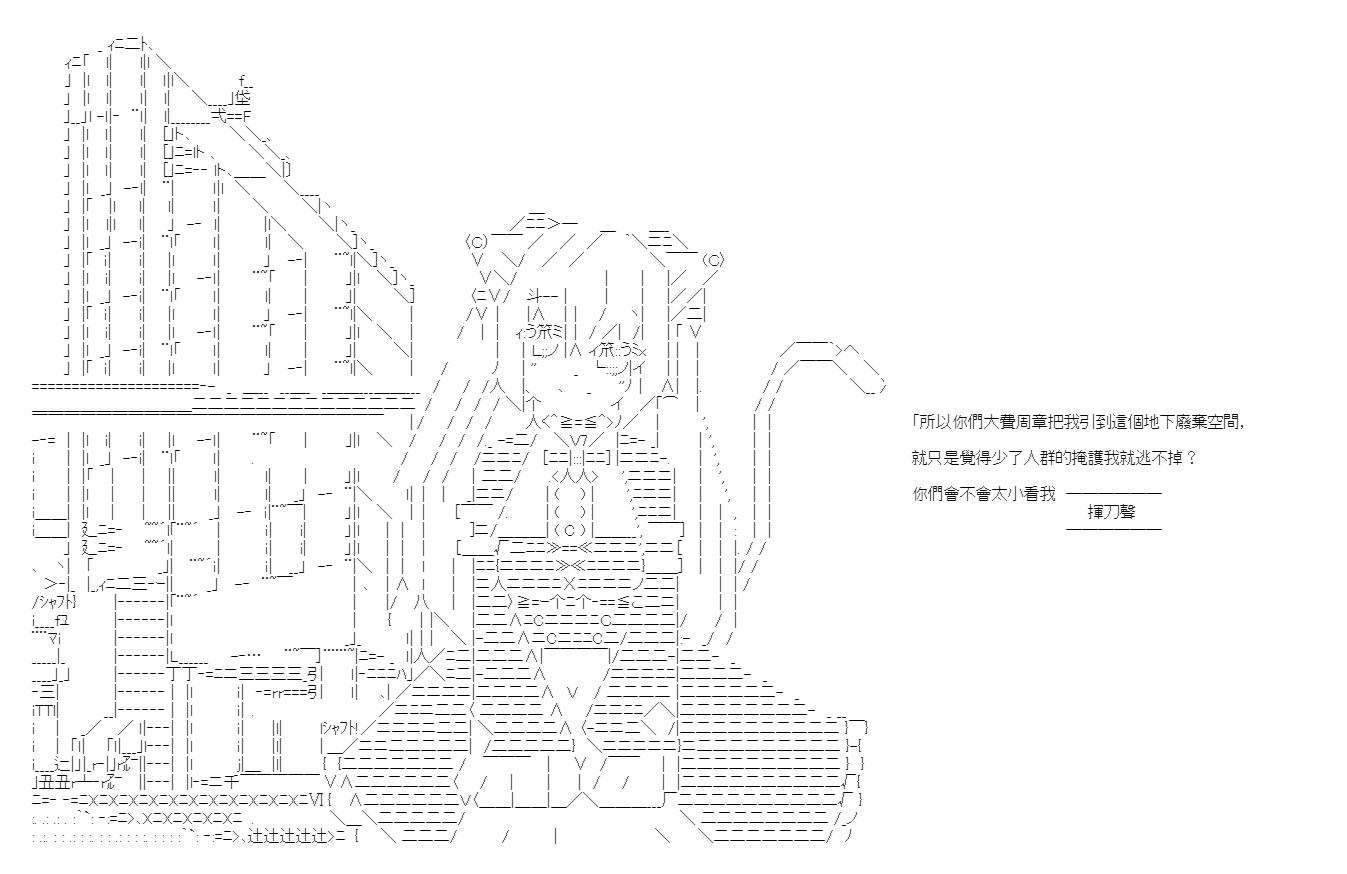 「所以你們大費周章把我引到這個地下廢棄空間，
就只是覺得少了人群的掩護我就逃不掉？
你們會不會太小看我
揮刀聲